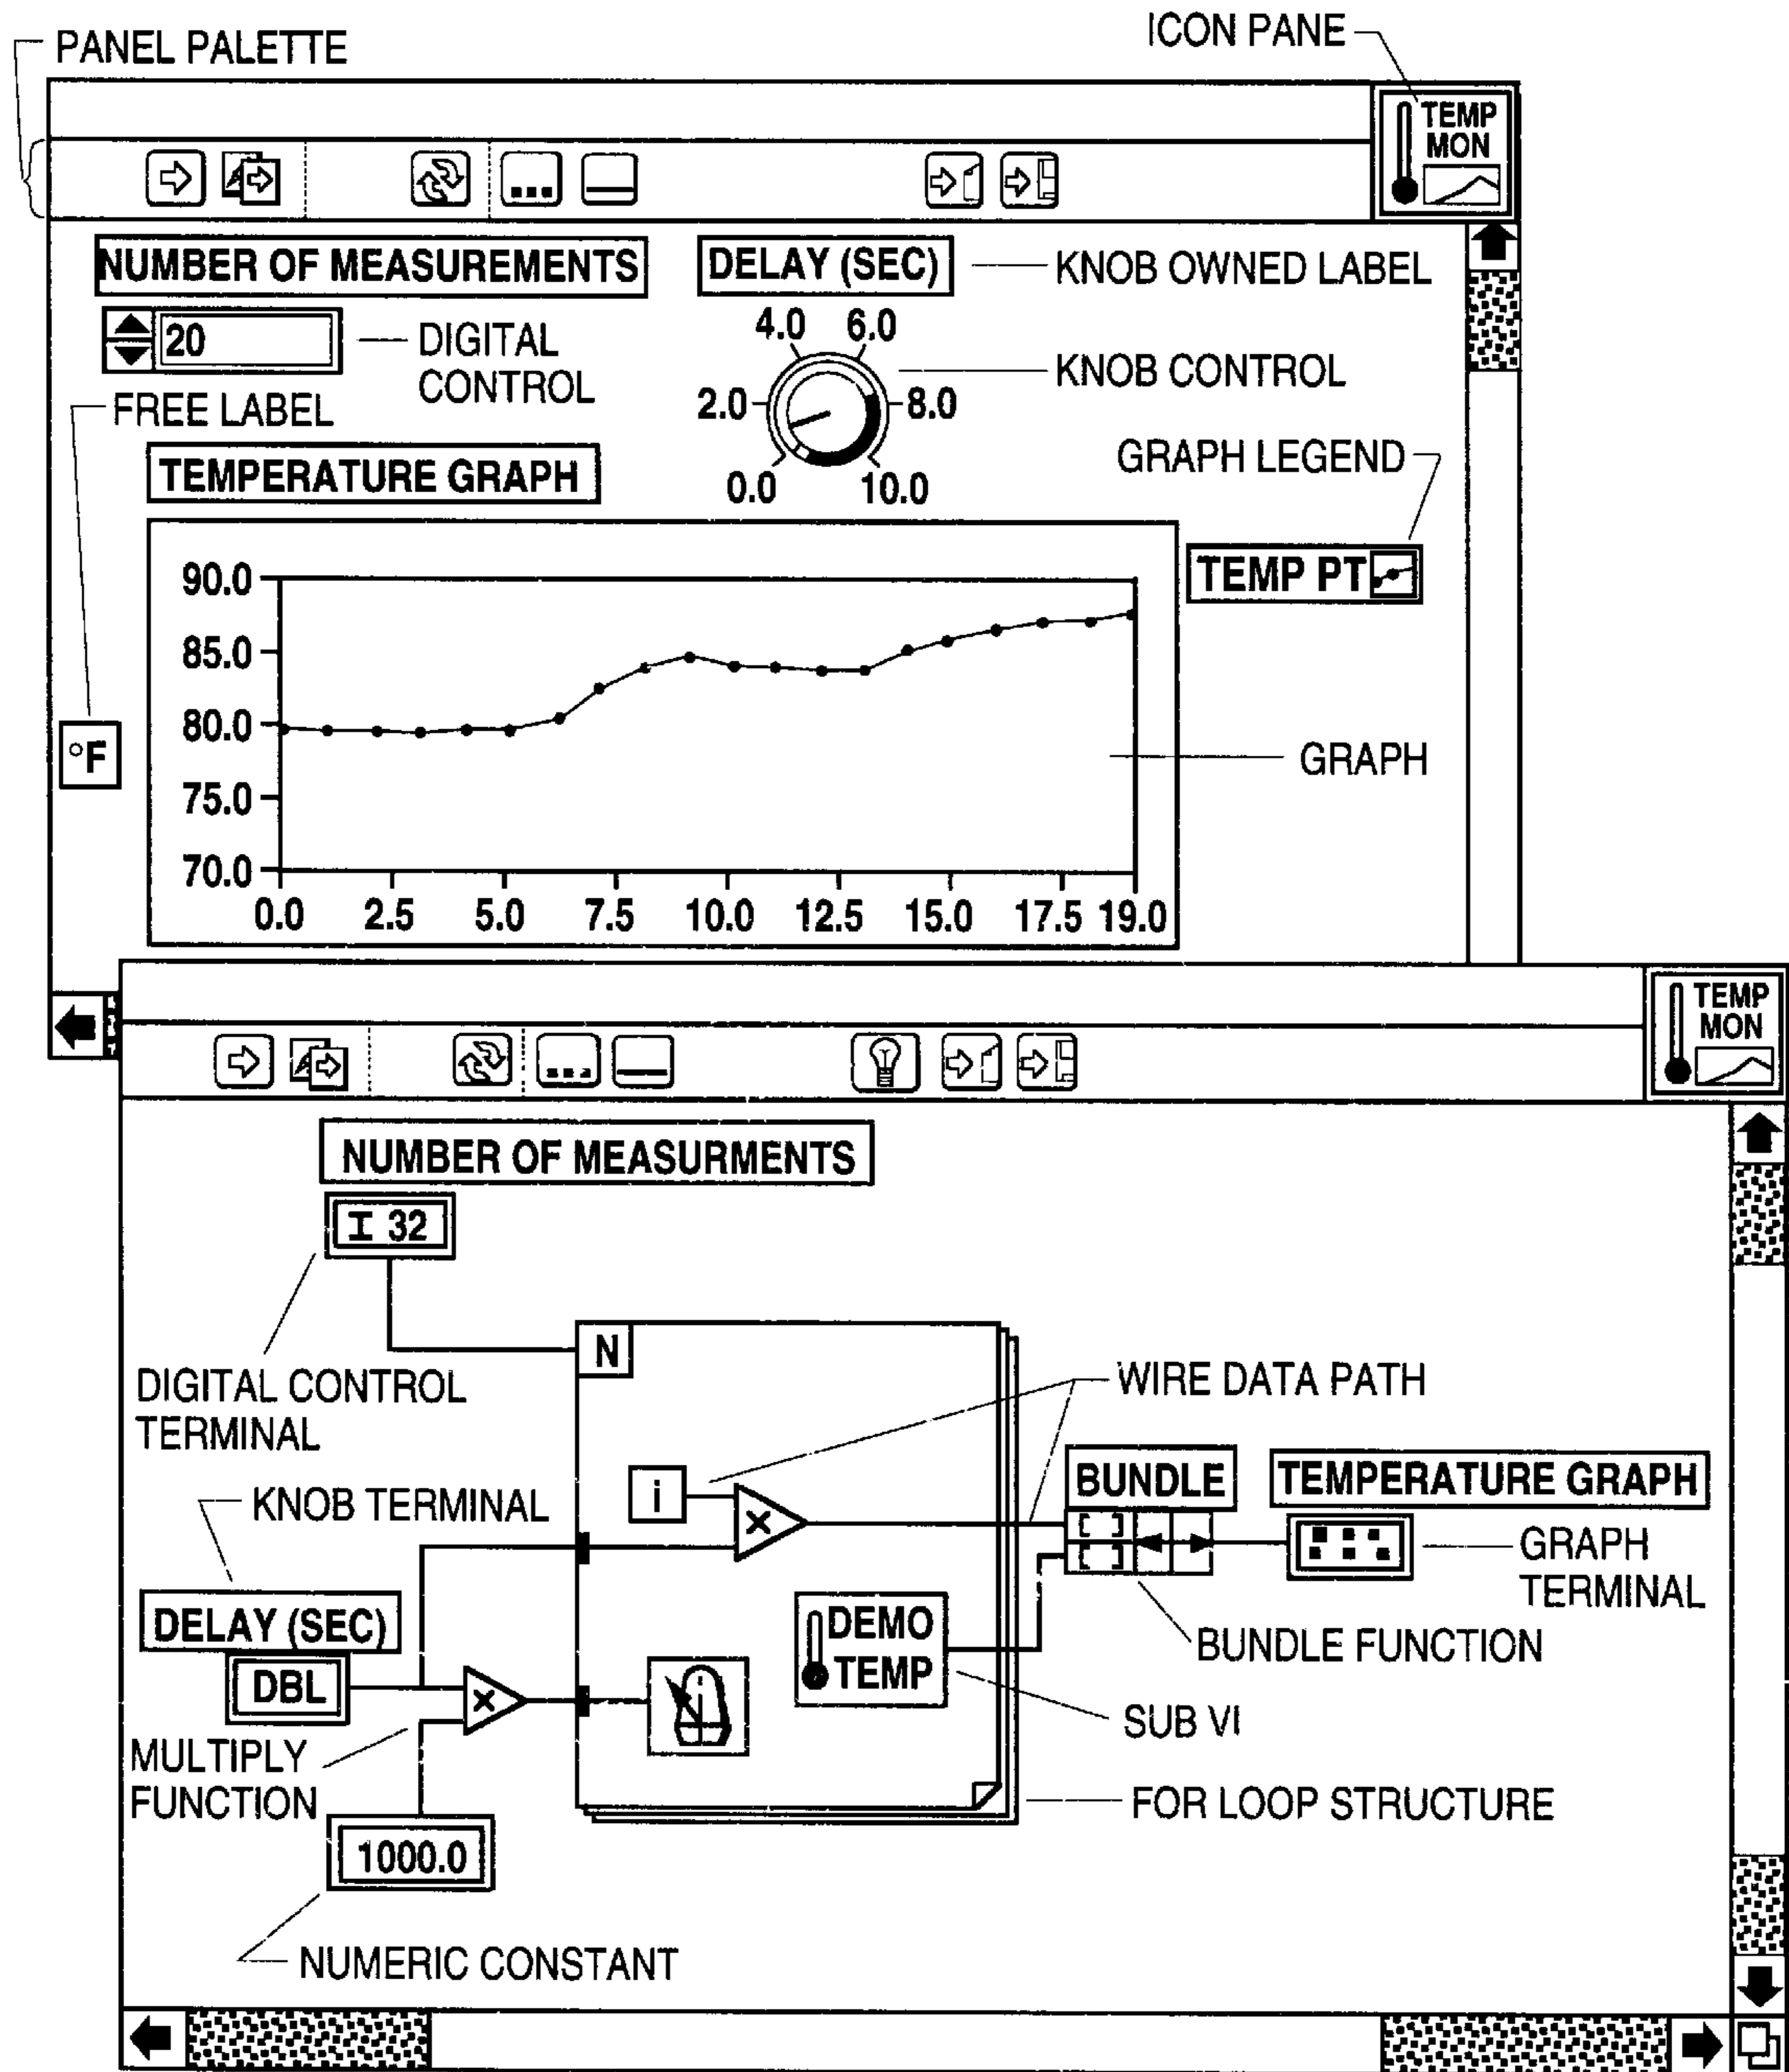 PANEL PALETTE
ICON PANE
TEMP
MON
NUMBER OF MEASUREMENTS
DELAY (SEC)
KNOB OWNED LABEL
20
DIGITAL
CONTROL
4.0 6.0
KNOB CONTROL
FREE LABEL
2.0 8.0
TEMPERATURE GRAPH
0.0 10.0
GRAPH LEGEND
TEMP PT
90.0
85.0
80.0
°F
GRAPH
75.0
70.0
0.0 2.5 5.0 7.5 10.0 12.5 15.0 17.5 19.0
TEMP
MON
NUMBER OF MEASURMENTS
I 32
N
DIGITAL CONTROL
TERMINAL
WIRE DATA PATH
i
×
BUNDLE
TEMPERATURE GRAPH
KNOB TERMINAL
[ ]
[ ]
GRAPH
TERMINAL
DELAY (SEC)
DEMO
TEMP
BUNDLE FUNCTION
DBL
×
SUB VI
MULTIPLY
FUNCTION
FOR LOOP STRUCTURE
1000.0
NUMERIC CONSTANT